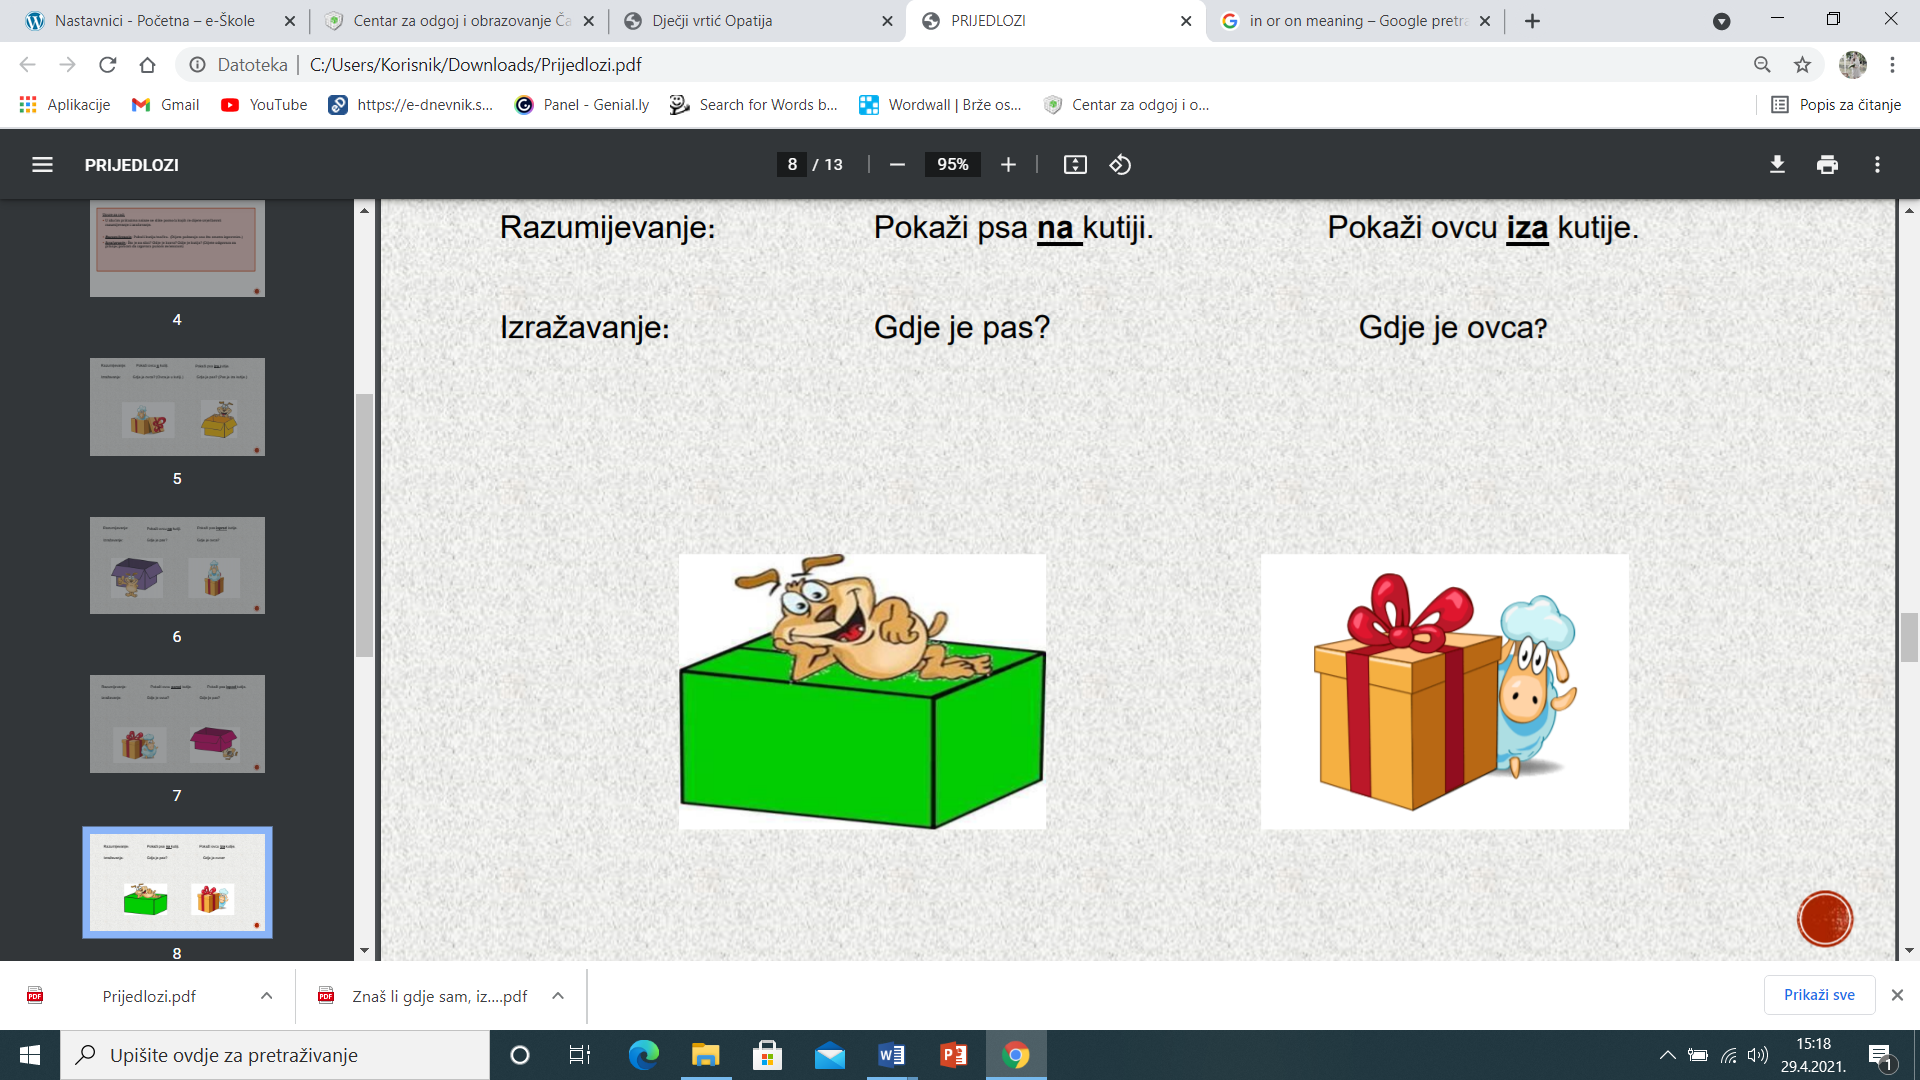 Nastavnici - Početna – e-Škole
Centar za odgoj i obrazovanje Ča
Dječji vrtić Opatija
PRIJEDLOZI
in or on meaning – Google pretra
Datoteka
C:/Users/Korisnik/Downloads/Prijedlozi.pdf
Aplikacije
Gmail
YouTube
https://e-dnevnik.s...
Panel - Genial.ly
Search for Words b...
Wordwall | Brže os...
Centar za odgoj i o...
Popis za čitanje
PRIJEDLOZI
8 / 13
95%
4
5
6
7
8
Razumijevanje: Pokaži psa na kutiji. Pokaži ovcu iza kutije.
Izražavanje: Gdje je pas? Gdje je ovca?
Prijedlozi.pdf
Znaš li gdje sam, iz....pdf
Prikaži sve
Upišite ovdje za pretraživanje
15:18
29.4.2021.
1